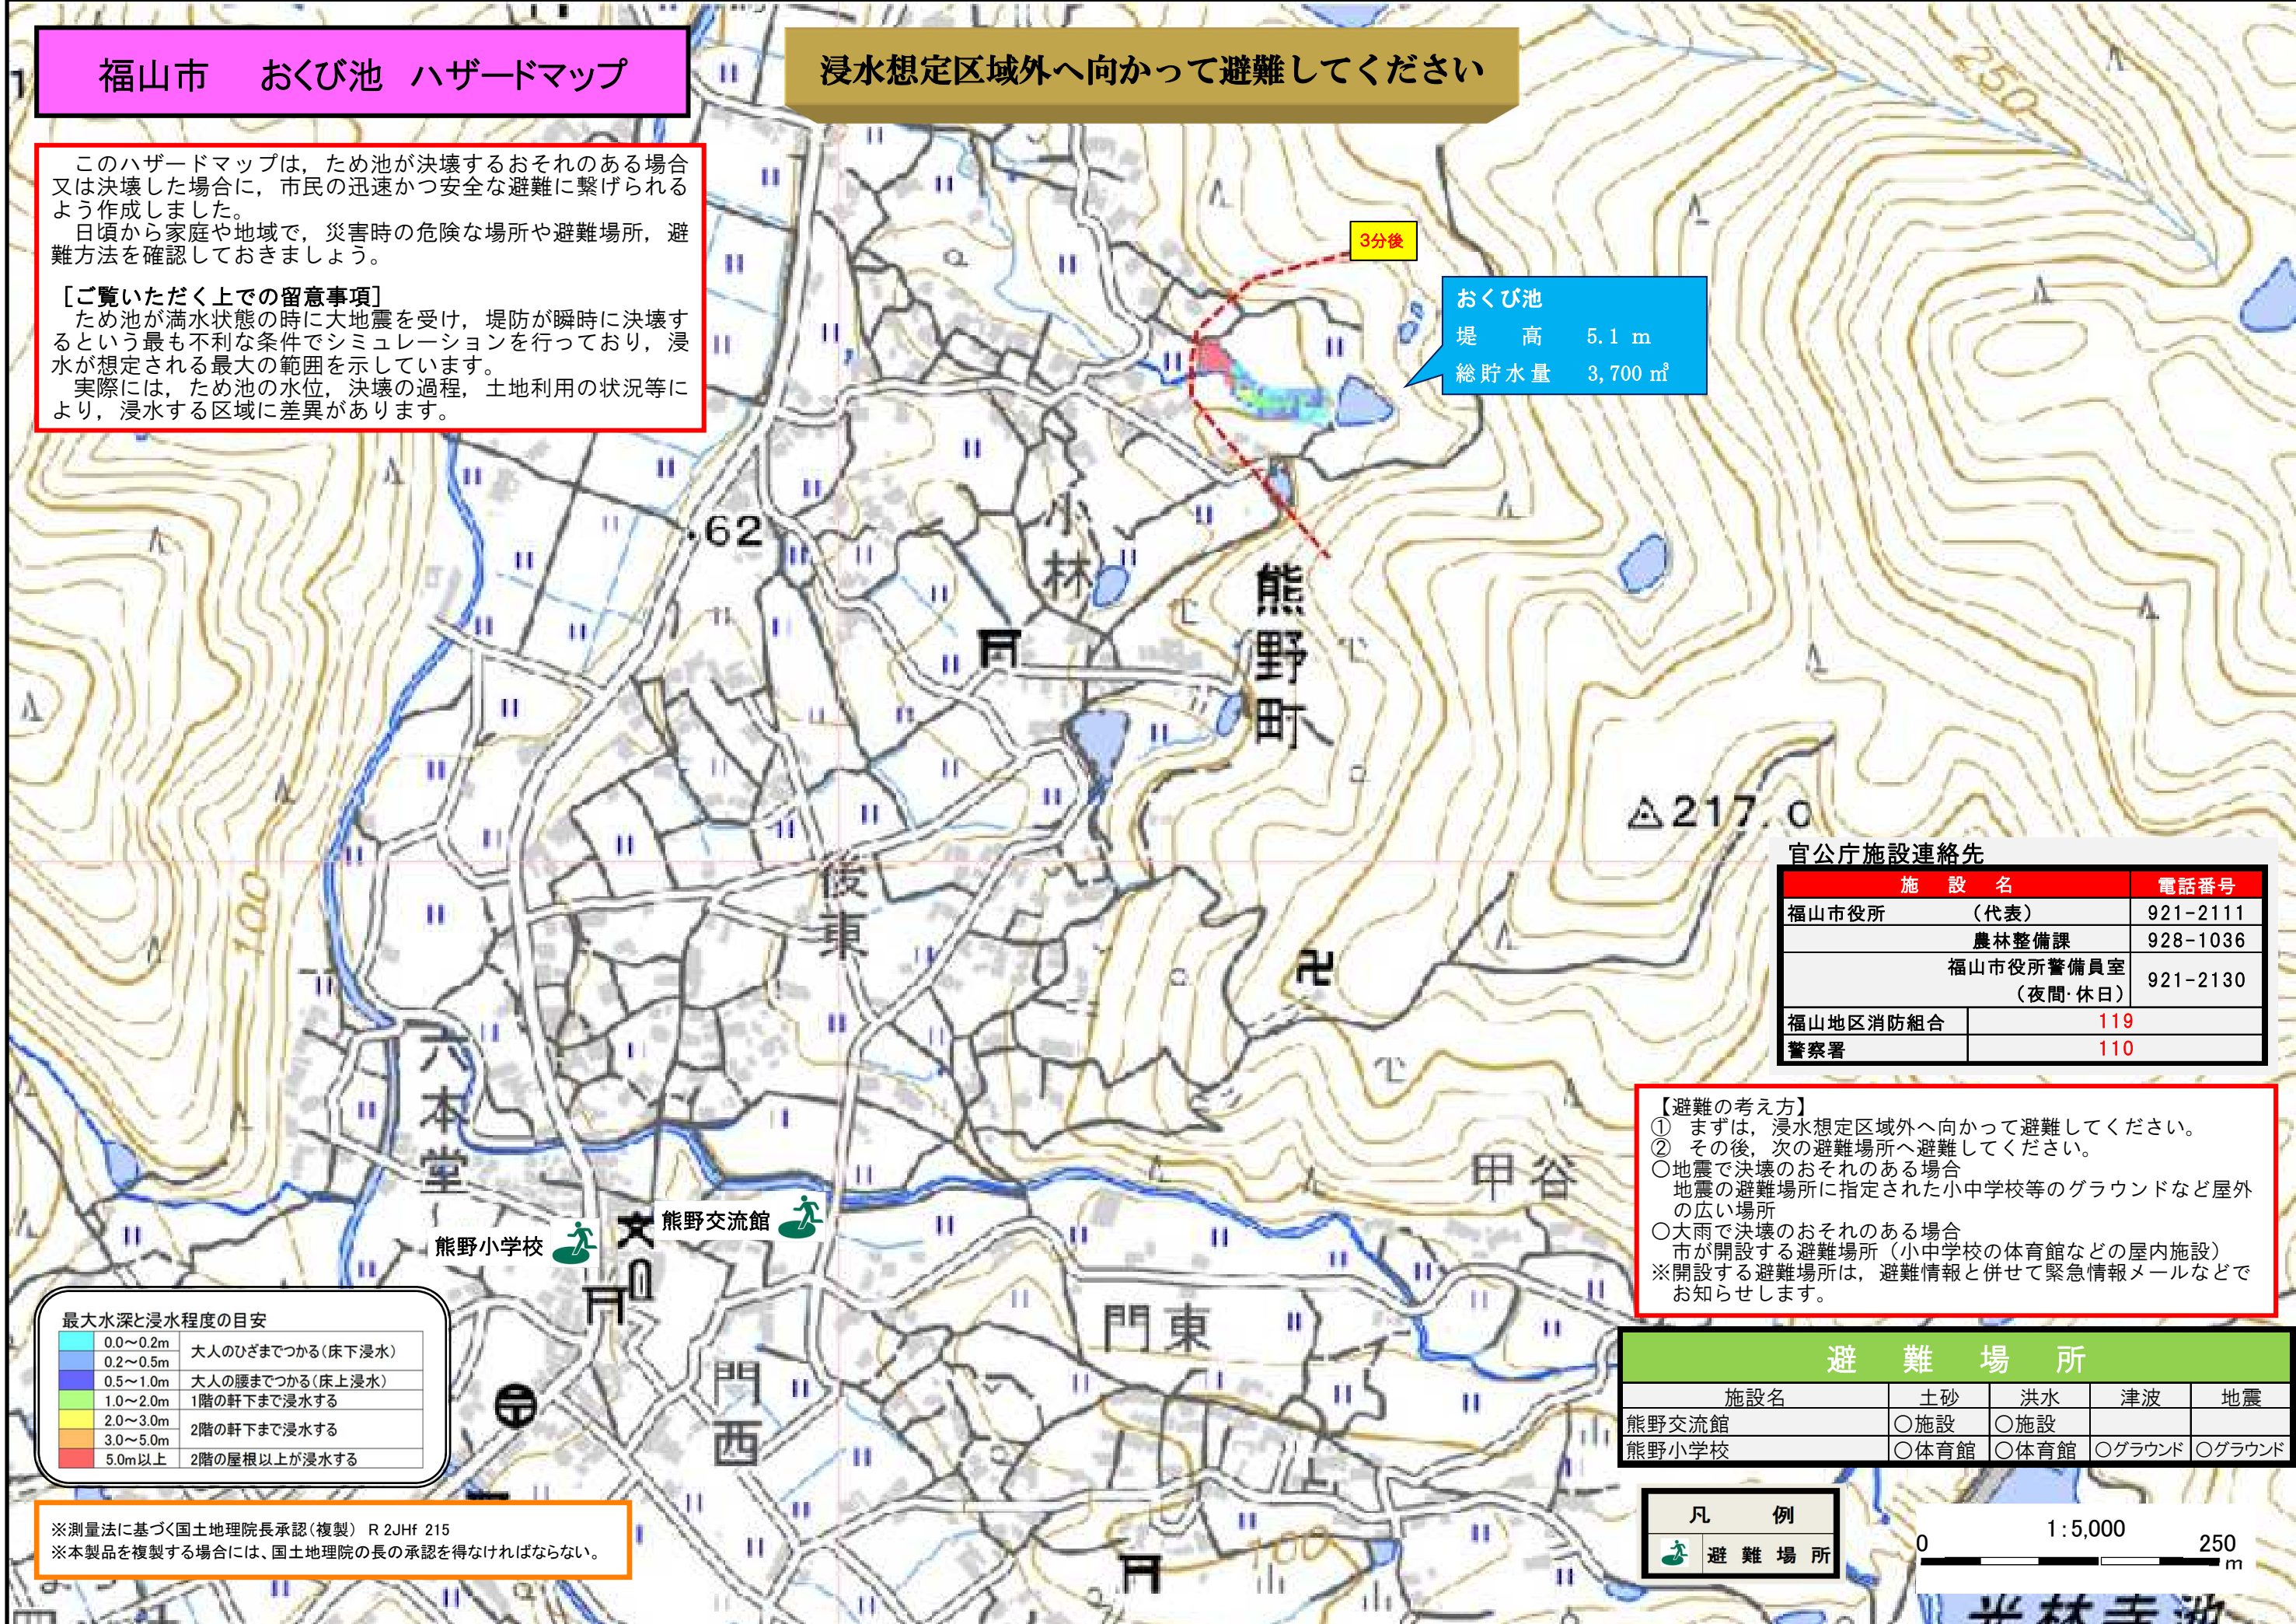 福山市　おくび池　ハザードマップ
浸水想定区域外へ向かって避難してください
このハザードマップは，ため池が決壊するおそれのある場合
又は決壊した場合に，市民の迅速かつ安全な避難に繋げられる
よう作成しました。
日頃から家庭や地域で，災害時の危険な場所や避難場所，避
難方法を確認しておきましょう。
［ご覧いただく上での留意事項］
ため池が満水状態の時に大地震を受け，堤防が瞬時に決壊す
るという最も不利な条件でシミュレーションを行っており，浸
水が想定される最大の範囲を示しています。
実際には，ため池の水位，決壊の過程，土地利用の状況等に
より，浸水する区域に差異があります。
250
3分後
おくび池
堤　高　5.1 m
総貯水量　3,700 ㎥
62
小林
熊野町
217.0
100
後東
六本堂
甲谷
熊野小学校
熊野交流館
門東
門西
100
官公庁施設連絡先
施　設　名　電話番号
福山市役所　（代表）　921-2111
農林整備課　928-1036
福山市役所警備員室
（夜間・休日）　921-2130
福山地区消防組合　119
警察署　110
【避難の考え方】
①　まずは，浸水想定区域外へ向かって避難してください。
②　その後，次の避難場所へ避難してください。
○地震で決壊のおそれのある場合
地震の避難場所に指定された小中学校等のグラウンドなど屋外
の広い場所
○大雨で決壊のおそれのある場合
市が開設する避難場所（小中学校の体育館などの屋内施設）
※開設する避難場所は，避難情報と併せて緊急情報メールなどで
お知らせします。
避　難　場　所
施設名　土砂　洪水　津波　地震
熊野交流館　○施設　○施設
熊野小学校　○体育館　○体育館　○グラウンド　○グラウンド
最大水深と浸水程度の目安
0.0～0.2m　大人のひざまでつかる（床下浸水）
0.2～0.5m
0.5～1.0m　大人の腰までつかる（床上浸水）
1.0～2.0m　1階の軒下まで浸水する
2.0～3.0m　2階の軒下まで浸水する
3.0～5.0m
5.0m以上　2階の屋根以上が浸水する
※測量法に基づく国土地理院長承認（複製）　R 2JHf 215
※本製品を複製する場合には、国土地理院の長の承認を得なければならない。
凡　例
避難場所
1:5,000
0　250
m